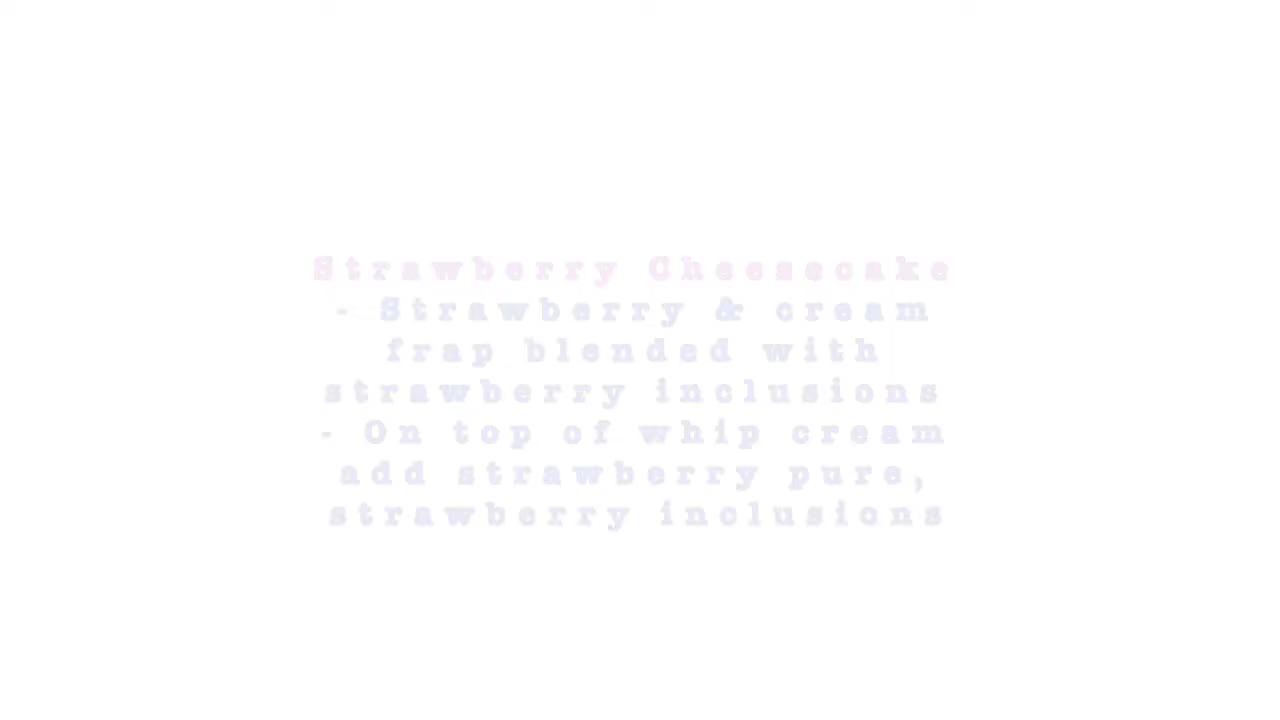 Strawberry Cheesecake
- Strawberry & cream
frap blended with
strawberry inclusions
- On top of whip cream
add strawberry pure,
strawberry inclusions